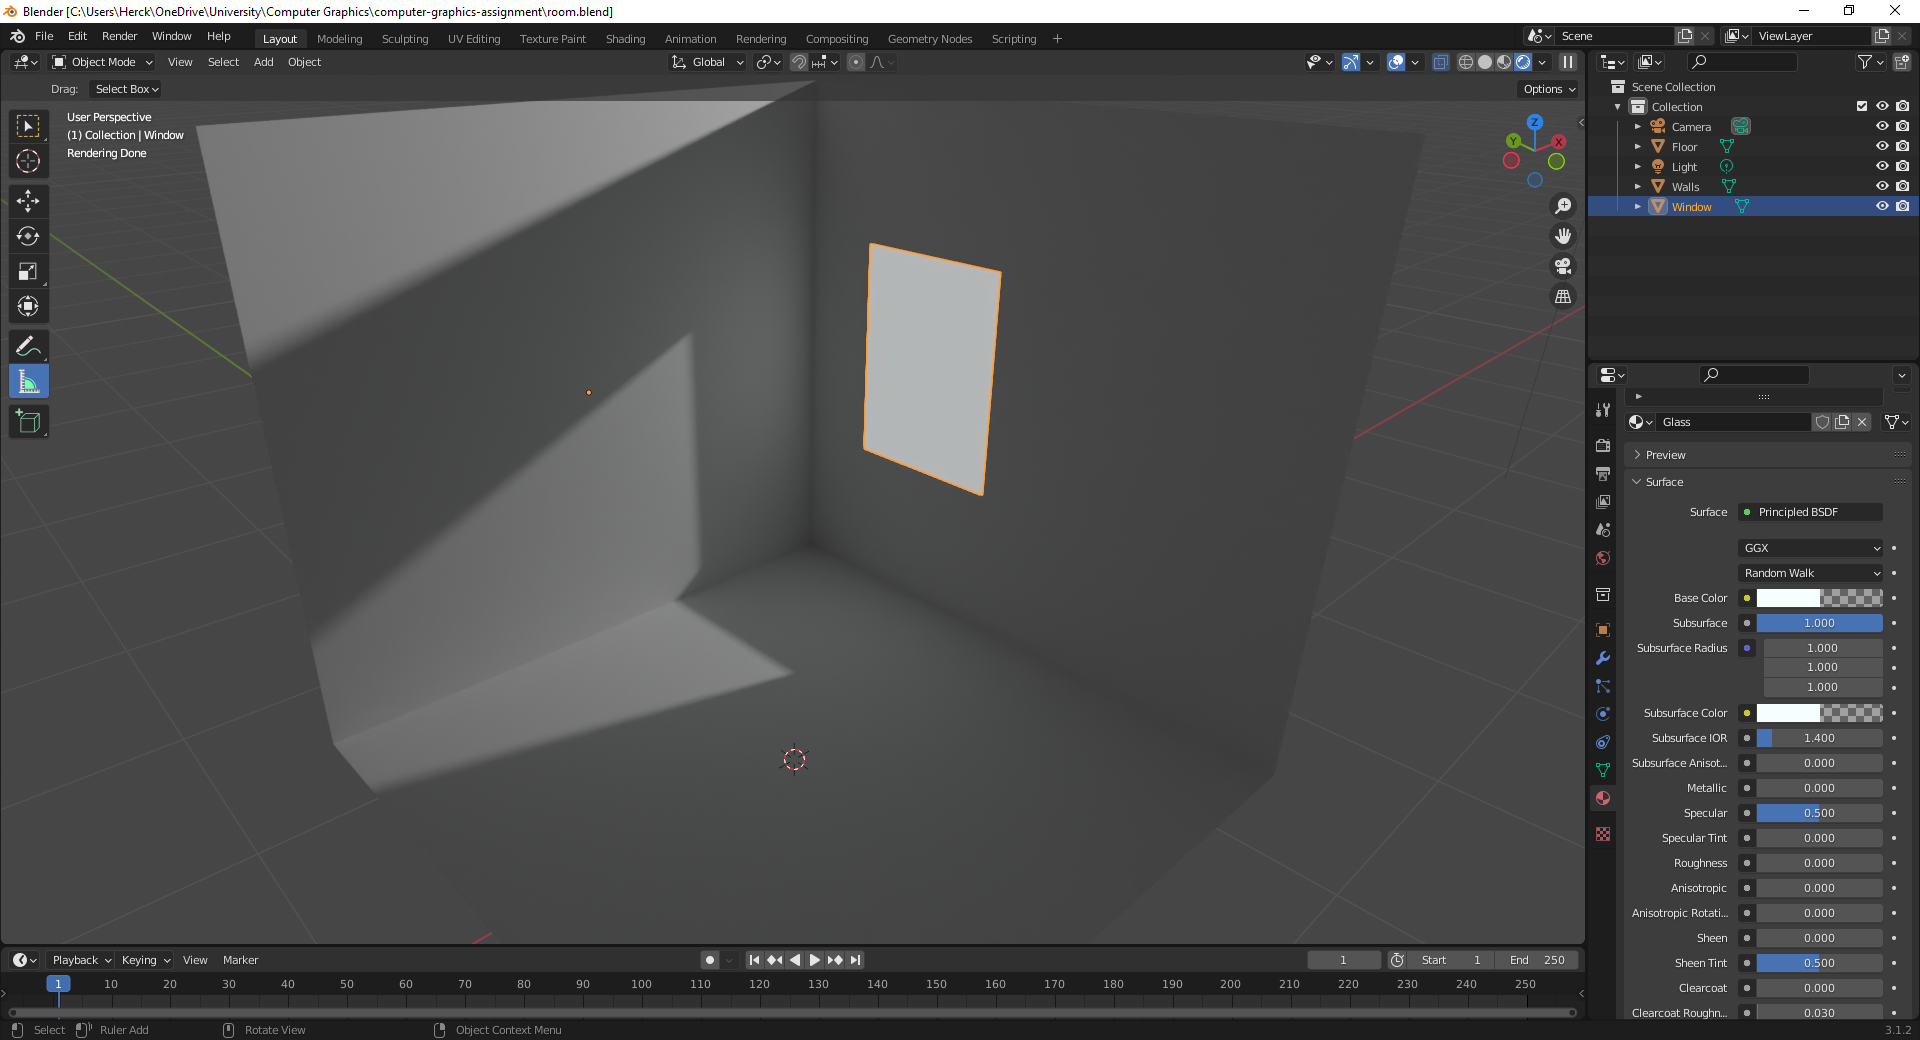 Blender [C:\Users\Herck\OneDrive\University\Computer Graphics\computer-graphics-assignment\room.blend]
File Edit Render Window Help Layout Modeling Sculpting UV Editing Texture Paint Shading Animation Rendering Compositing Geometry Nodes Scripting + Scene ViewLayer
Object Mode View Select Add Object Global
Drag: Select Box Options
User Perspective
(1) Collection | Window
Rendering Done
Z
Y
X
Scene Collection
Collection
Camera
Floor
Light
Walls
Window
Glass
Preview
Surface
Surface Principled BSDF
GGX
Random Walk
Base Color
Subsurface 1.000
Subsurface Radius 1.000
1.000
1.000
Subsurface Color
Subsurface IOR 1.400
Subsurface Anisot... 0.000
Metallic 0.000
Specular 0.500
Specular Tint 0.000
Roughness 0.000
Anisotropic 0.000
Anisotropic Rotati... 0.000
Sheen 0.000
Sheen Tint 0.500
Clearcoat 0.000
Clearcoat Roughn... 0.030
Playback Keying View Marker 1 Start 1 End 250
1 10 20 30 40 50 60 70 80 90 100 110 120 130 140 150 160 170 180 190 200 210 220 230 240 250
Select Ruler Add Rotate View Object Context Menu 3.1.2